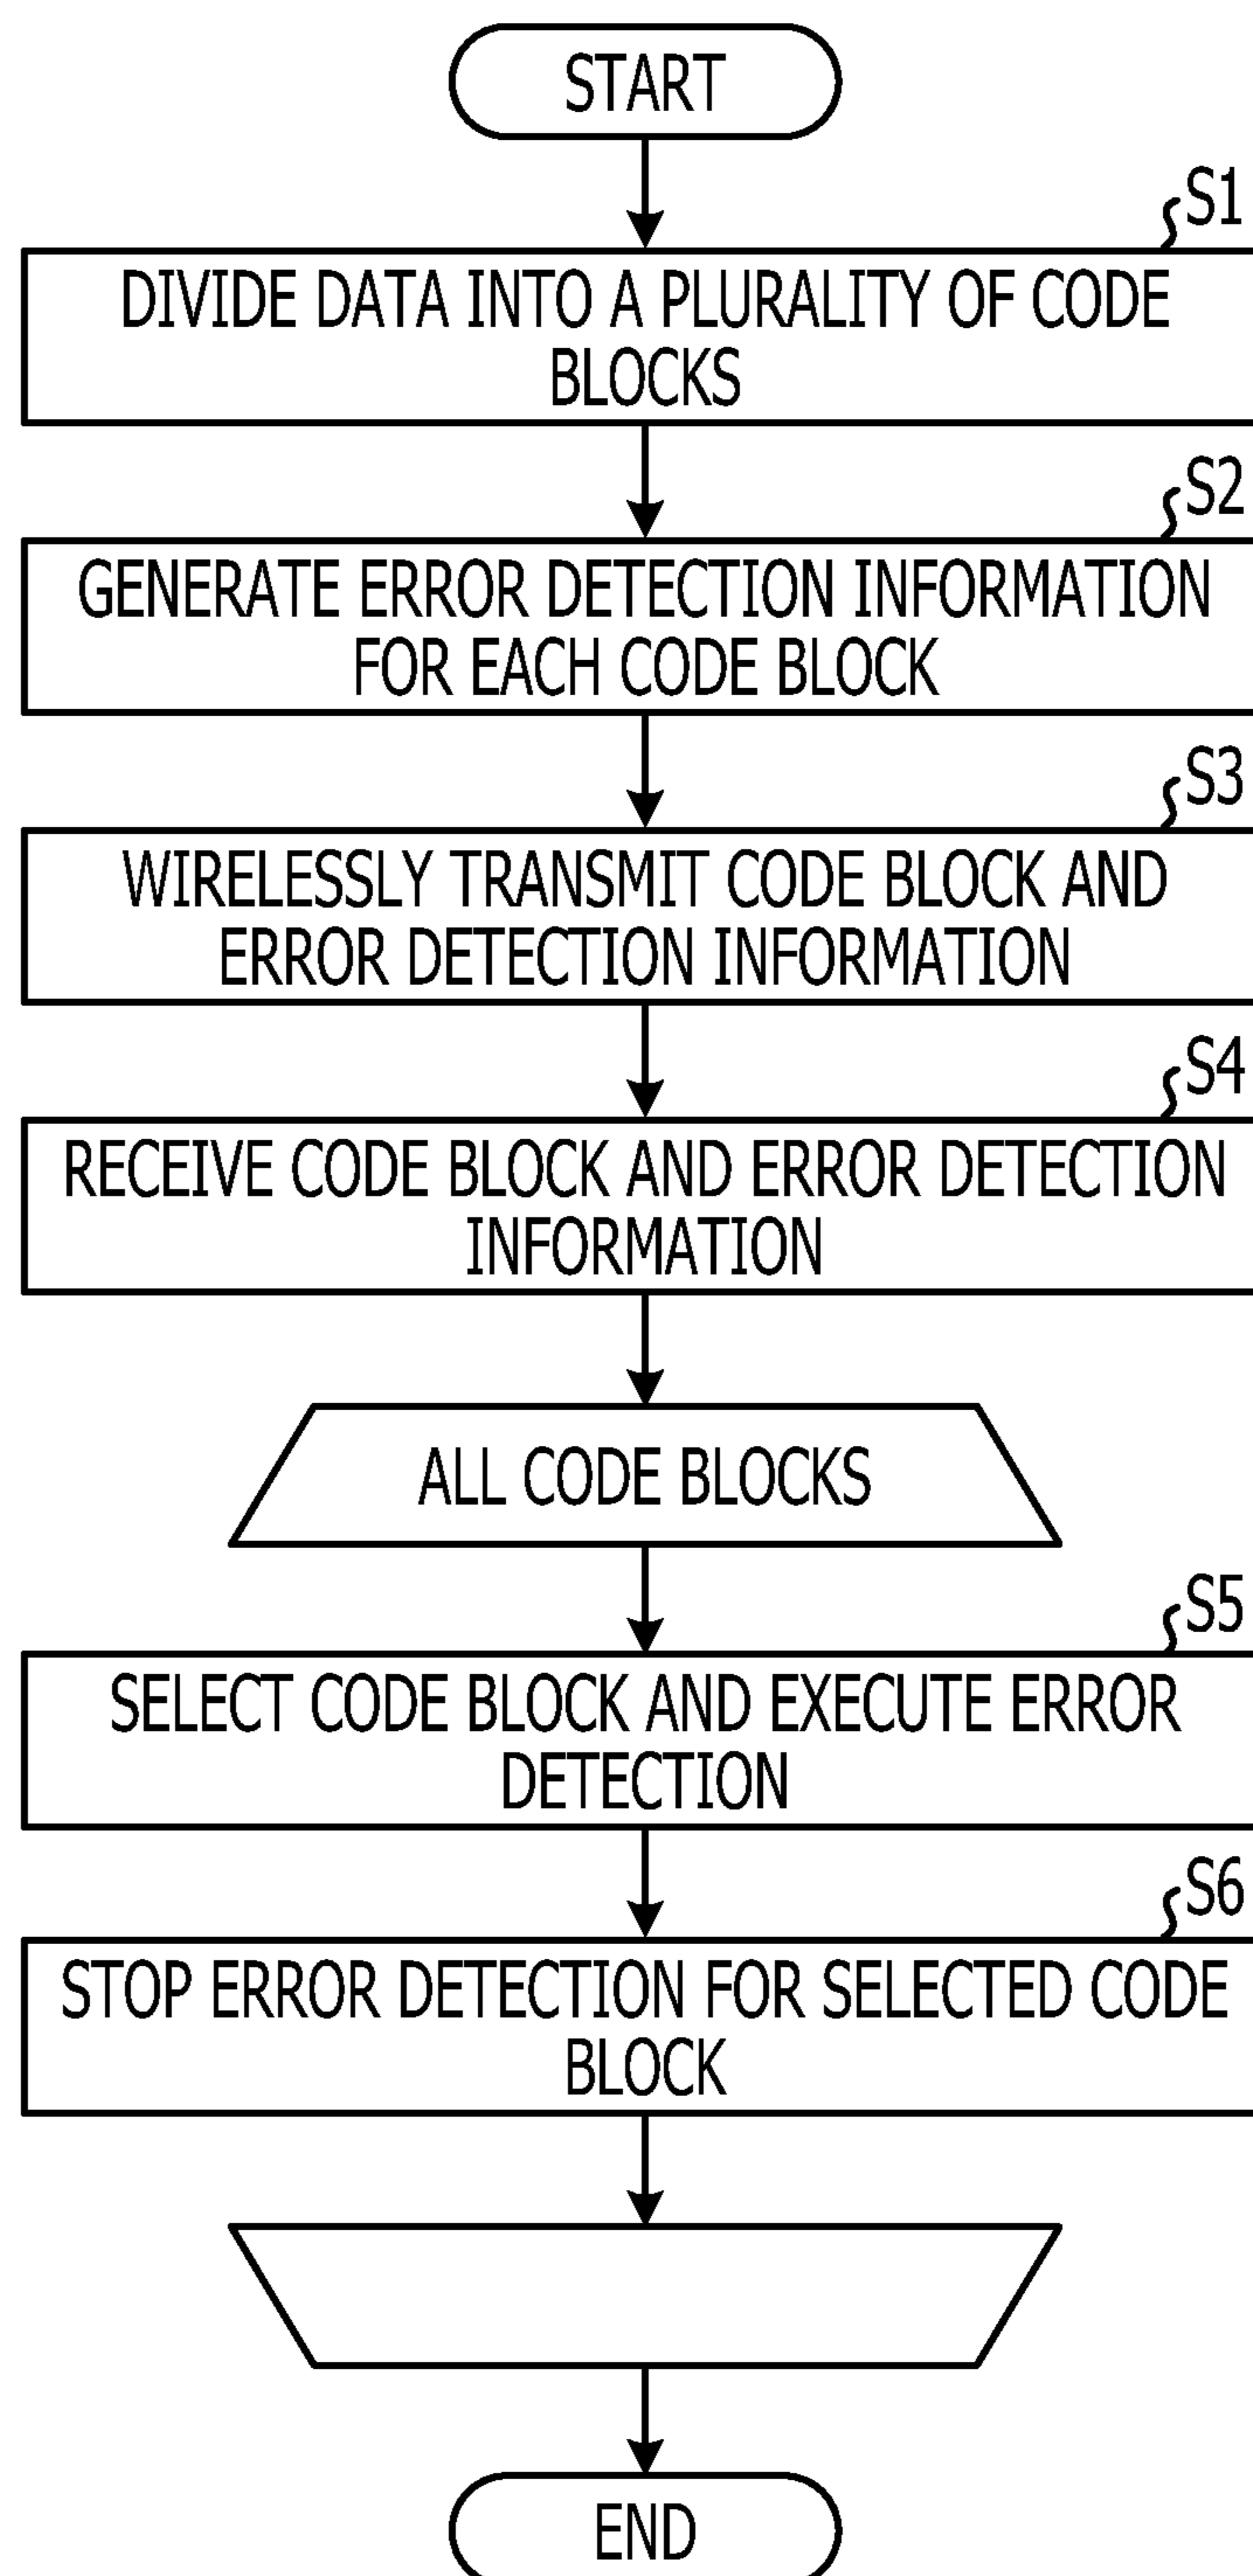 START
S1
DIVIDE DATA INTO A PLURALITY OF CODE
BLOCKS
S2
GENERATE ERROR DETECTION INFORMATION
FOR EACH CODE BLOCK
S3
WIRELESSLY TRANSMIT CODE BLOCK AND
ERROR DETECTION INFORMATION
S4
RECEIVE CODE BLOCK AND ERROR DETECTION
INFORMATION
ALL CODE BLOCKS
S5
SELECT CODE BLOCK AND EXECUTE ERROR
DETECTION
S6
STOP ERROR DETECTION FOR SELECTED CODE
BLOCK
END